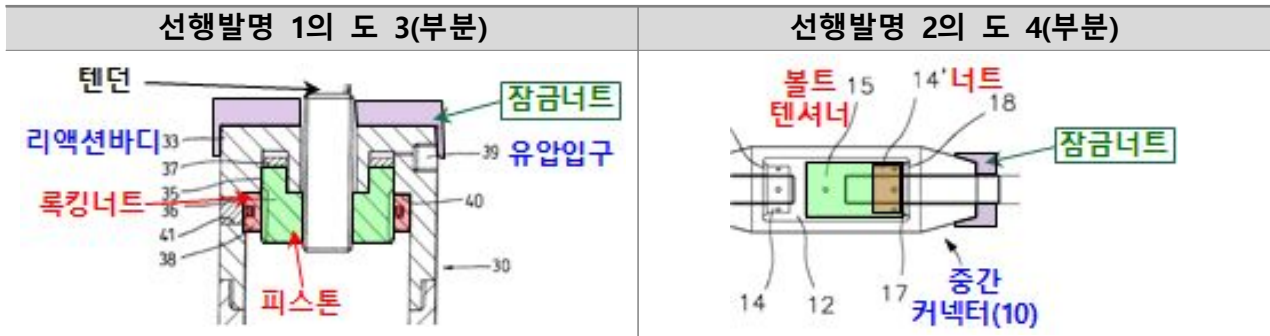 선행발명 1의 도 3(부분)
선행발명 2의 도 4(부분)
텐던
잠금너트
리액션바디 33
37
39 유압입구
35
록킹너트
36
40
41
38
30
피스톤
볼트 15 14' 너트
텐셔너
18
잠금너트
14
12
17
중간
커넥터(10)